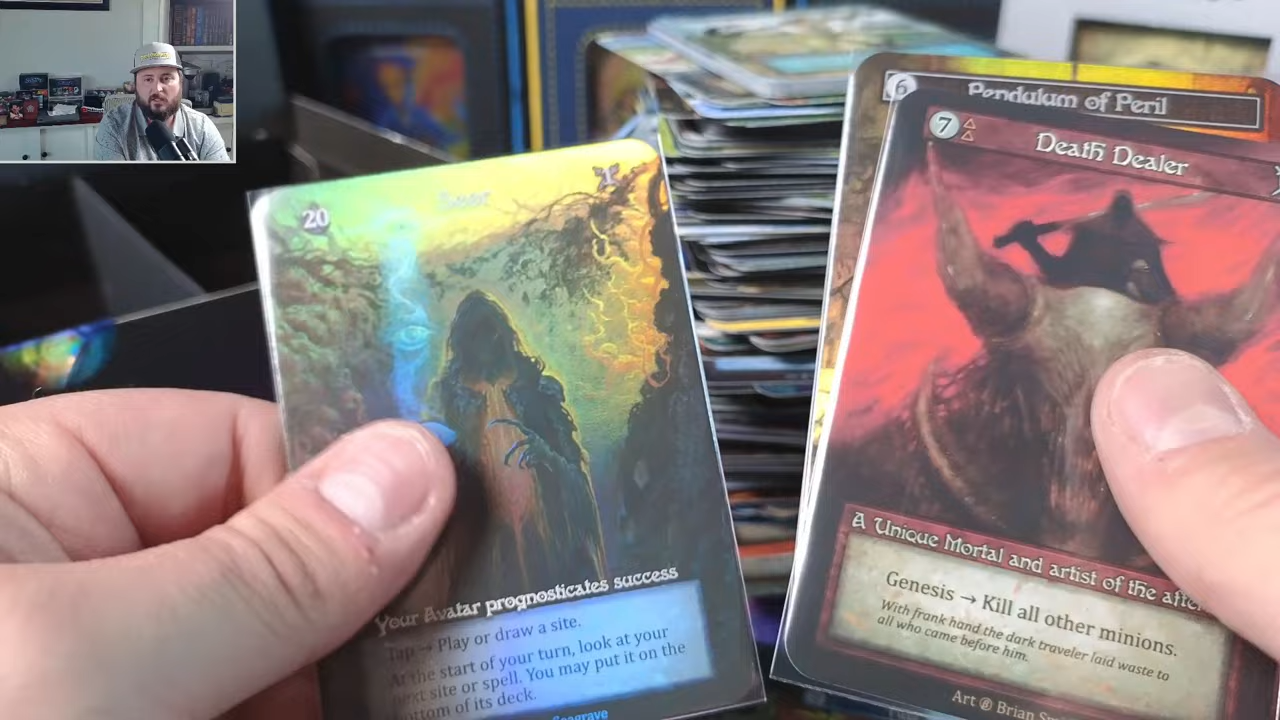 20
Seer
Your Avatar prognosticates success
Tap → Play or draw a site.
At the start of your turn, look at your
next site or spell. You may put it on the
bottom of its deck.
Seagrave
6
Pendulum of Peril
7
Death Dealer
A Unique Mortal and artist of the
Genesis → Kill all other minions.
With frank hand the dark traveler laid waste to
all who came before him.
Art Brian